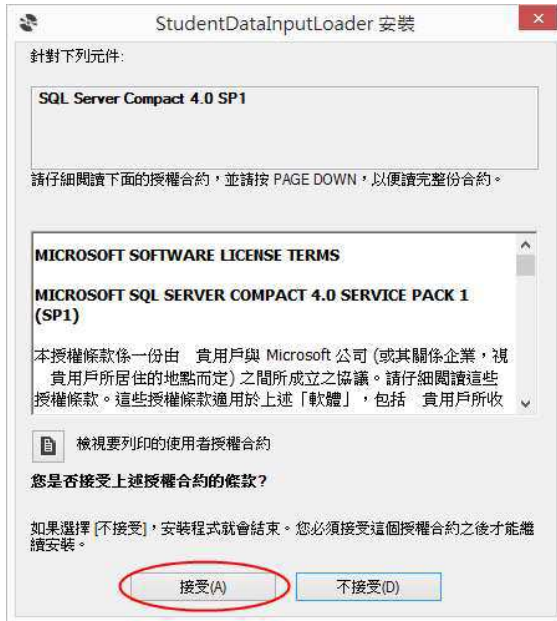 StudentDataInputLoader 安裝
針對下列元件:
SQL Server Compact 4.0 SP1
請仔細閱讀下面的授權合約，並請按 PAGE DOWN，以便讀完整份合約。
MICROSOFT SOFTWARE LICENSE TERMS
MICROSOFT SQL SERVER COMPACT 4.0 SERVICE PACK 1
(SP1)
本授權條款係一份由　貴用戶與 Microsoft 公司 (或其關係企業，視
貴用戶所居住的地點而定) 之間所成立之協議。請仔細閱讀這些
授權條款。這些授權條款適用於上述「軟體」，包括　貴用戶所收
檢視要列印的使用者授權合約
您是否接受上述授權合約的條款?
如果選擇 [不接受]，安裝程式就會結束。您必須接受這個授權合約之後才能繼
續安裝。
接受(A)
不接受(D)